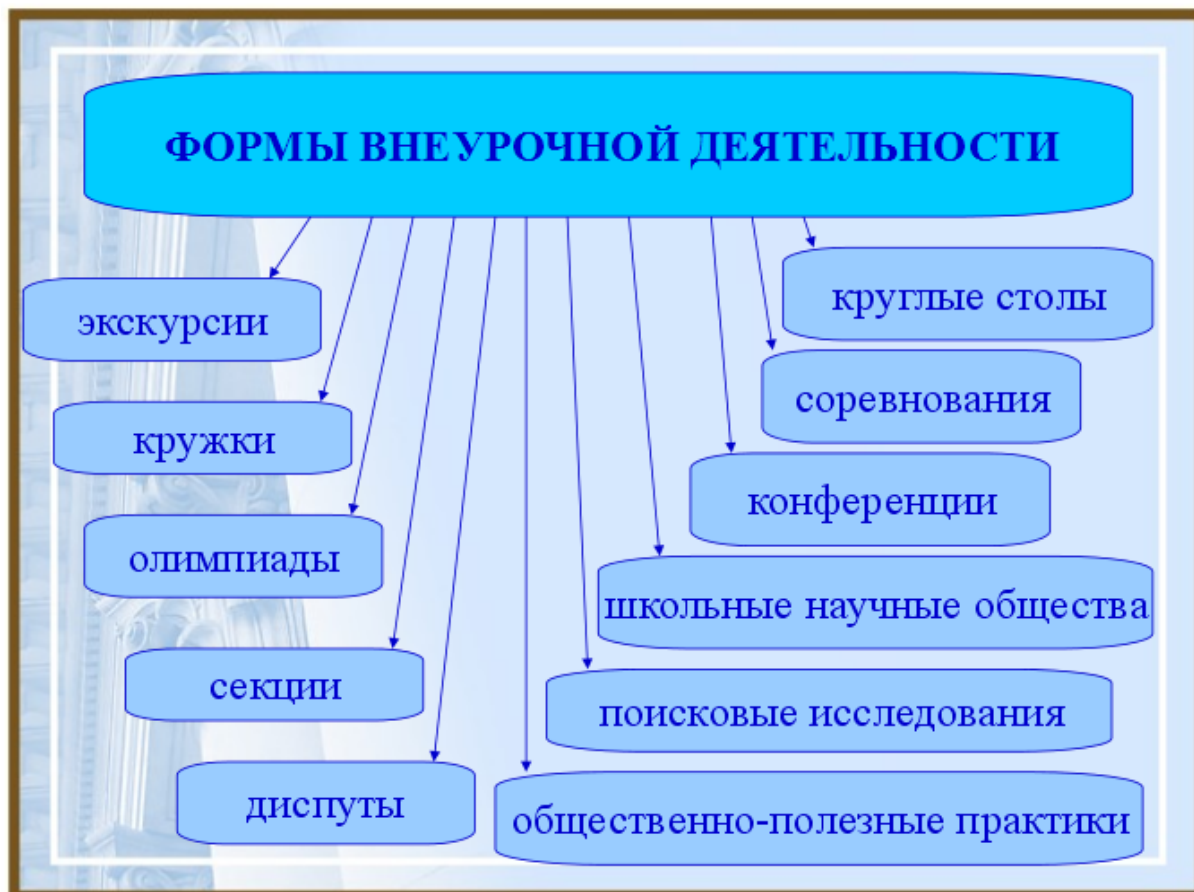 ФОРМЫ ВНЕУРОЧНОЙ ДЕЯТЕЛЬНОСТИ
экскурсии
кружки
олимпиады
секции
диспуты
круглые столы
соревнования
конференции
школьные научные общества
поисковые исследования
общественно-полезные практики